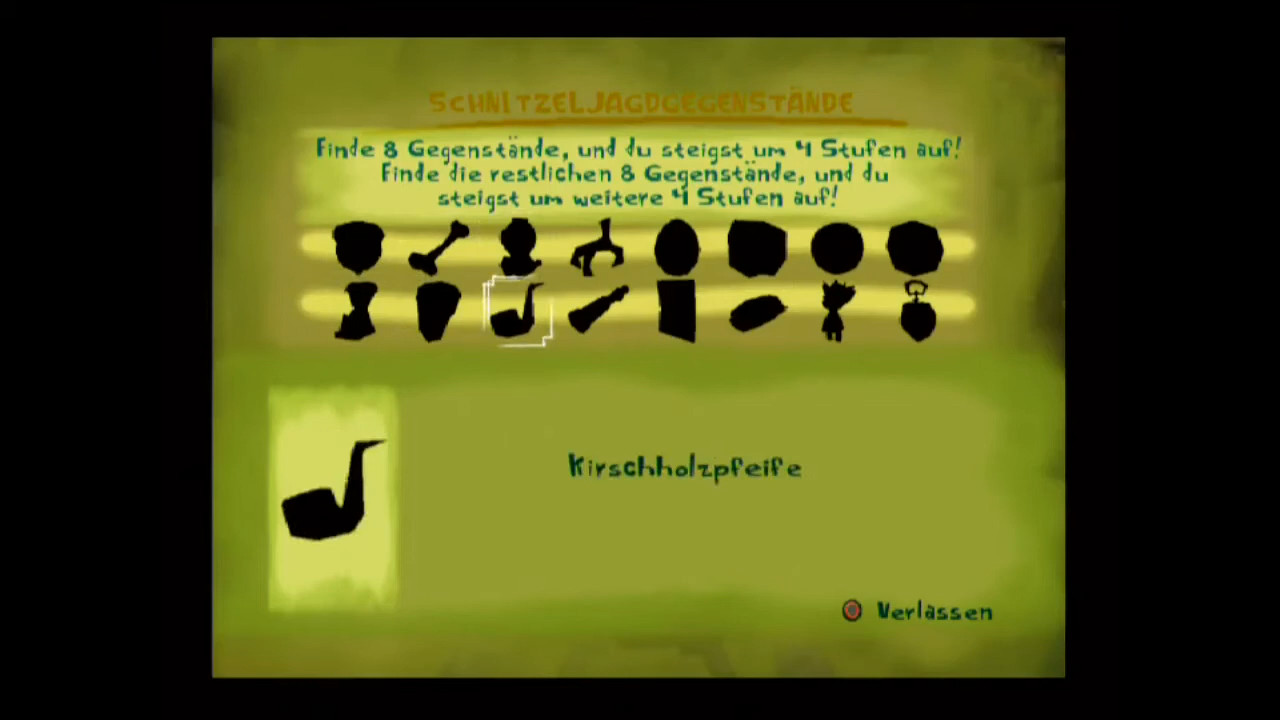 SCHNITZELJAGDGEGENSTÄNDE
Finde 8 Gegenstände, und du steigst um 4 Stufen auf!
Finde die restlichen 8 Gegenstände, und du
steigst um weitere 4 Stufen auf!
Kirschholzpfeife
Verlassen